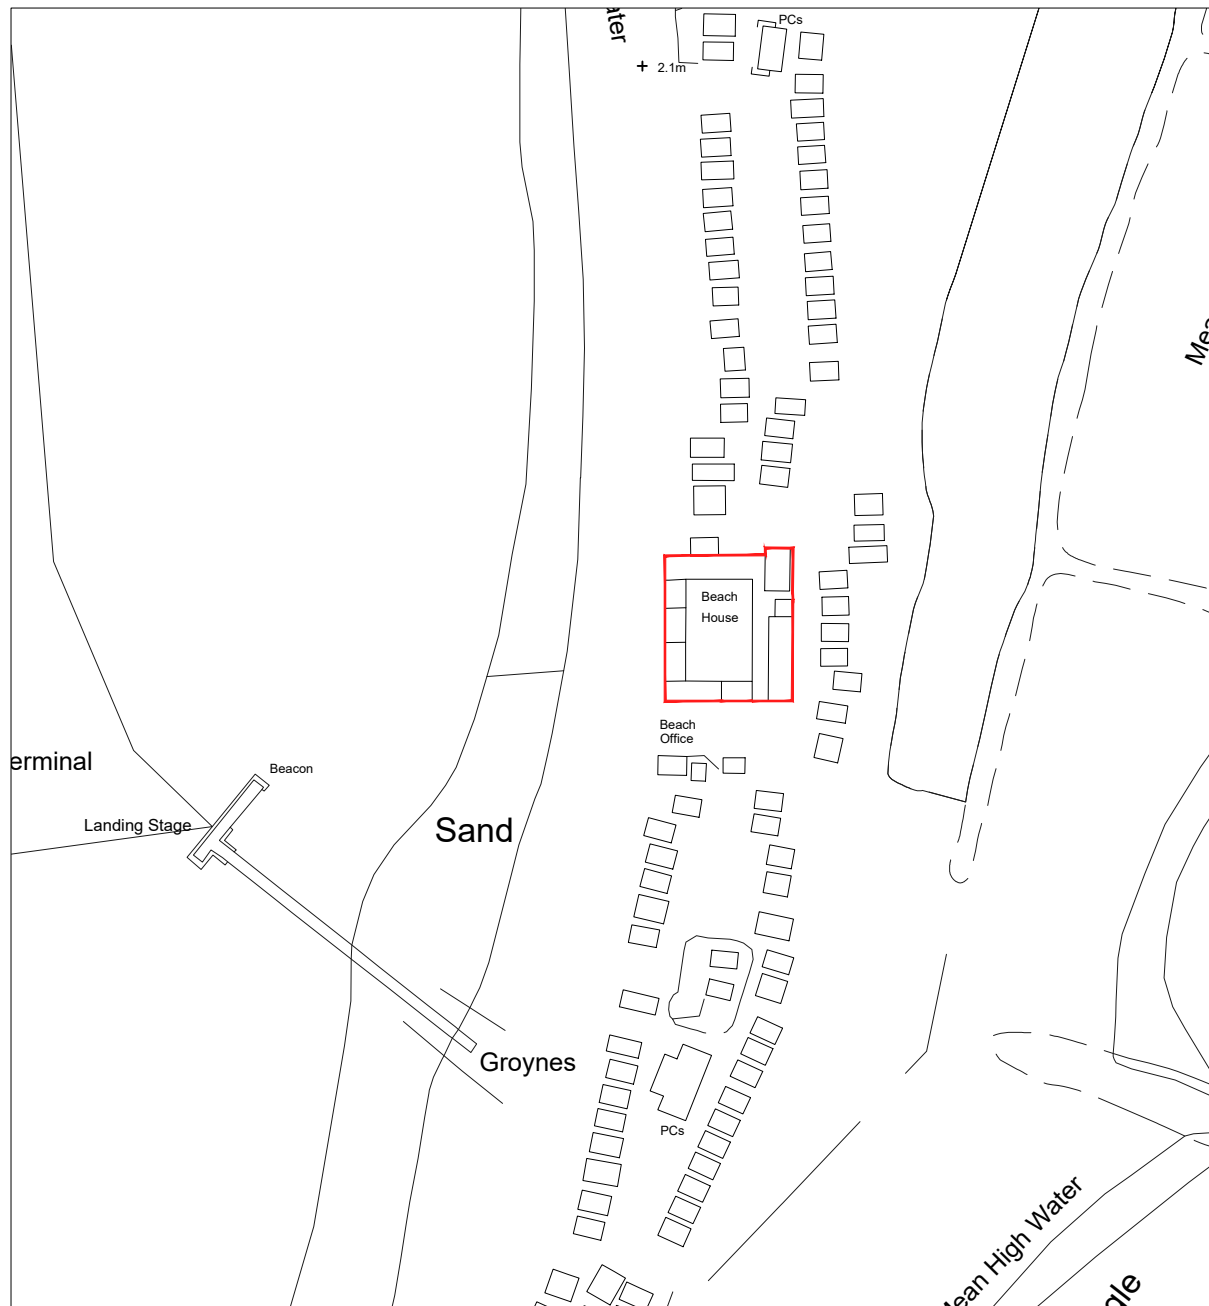 ater
PCs
2.1m
Mea
Beach
House
Beach
Office
erminal
Beacon
Landing Stage
Sand
Groynes
PCs
Mean High Water
gle